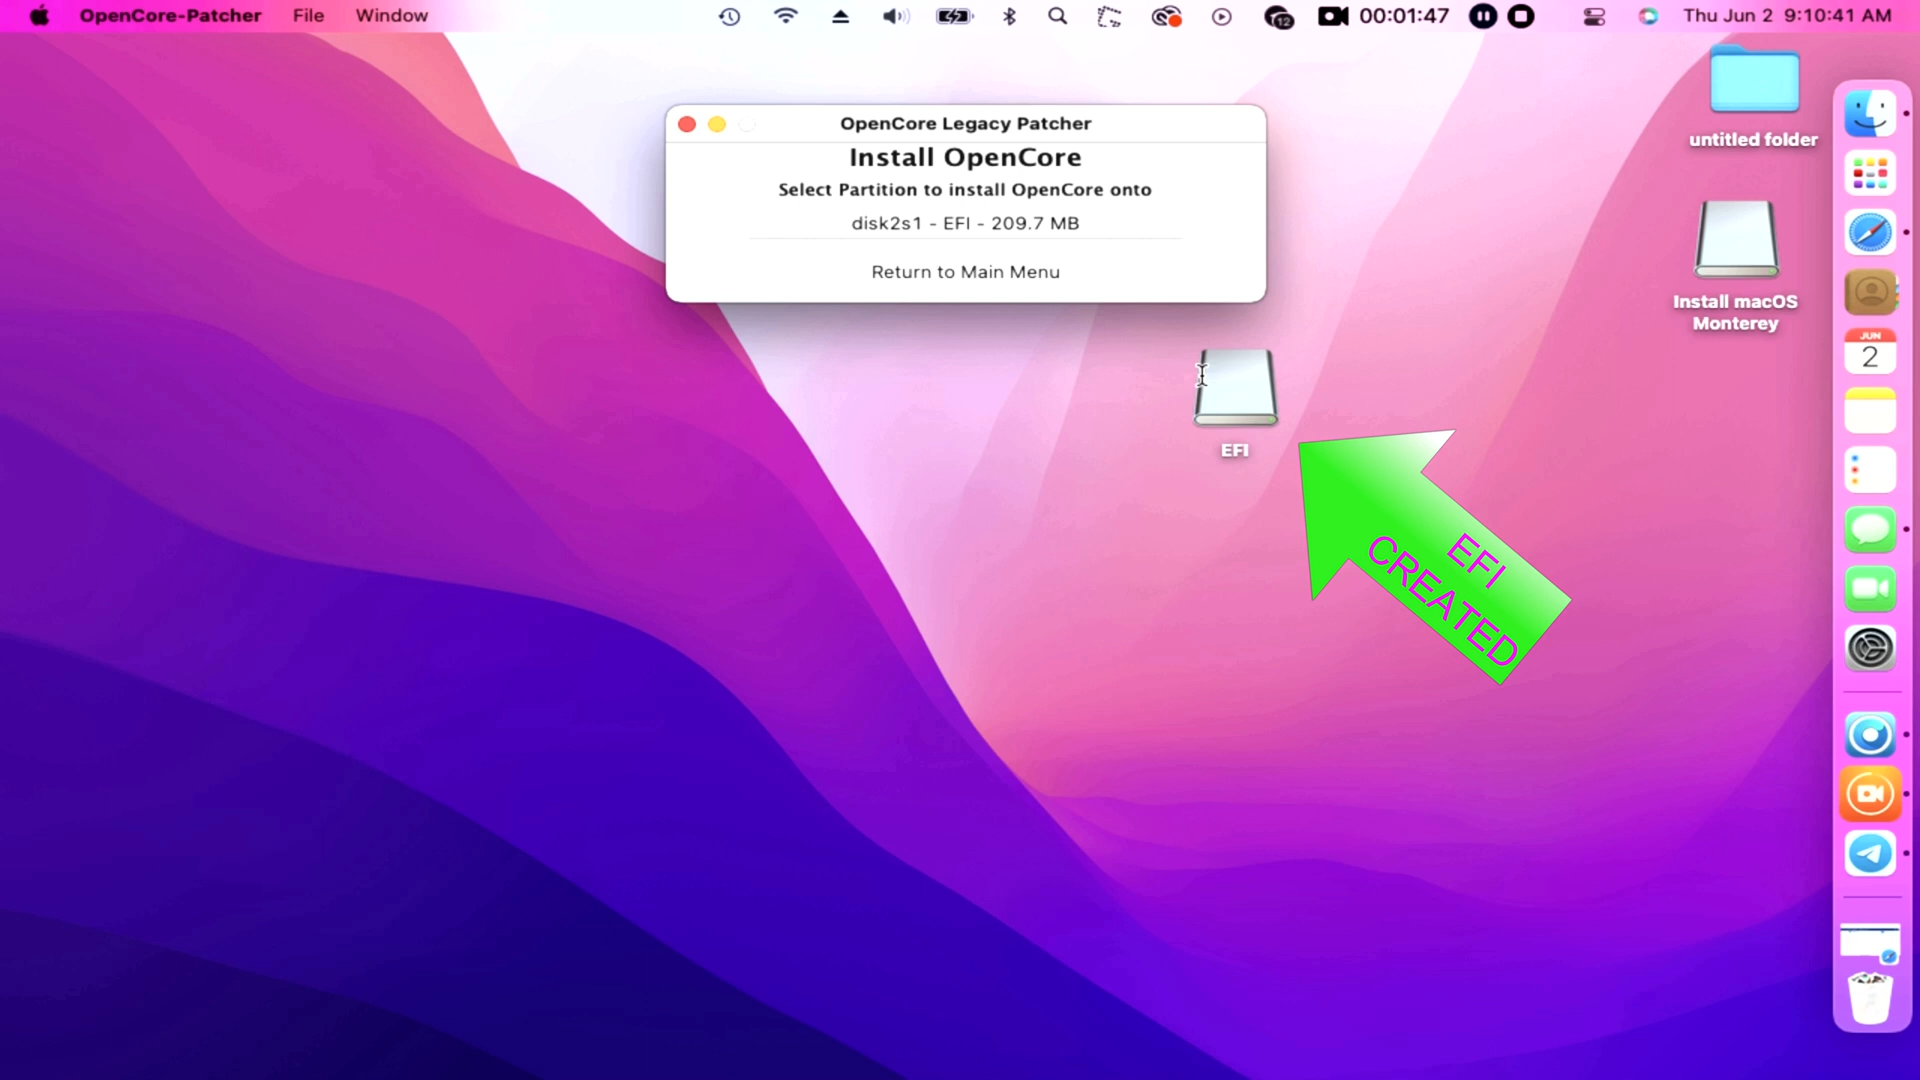 OpenCore-Patcher File Window
12
00:01:47
Thu Jun 2 9:10:41 AM
OpenCore Legacy Patcher
Install OpenCore
Select Partition to install OpenCore onto
disk2s1 - EFI - 209.7 MB
Return to Main Menu
untitled folder
Install macOS
Monterey
EFI
EFI
CREATED
JUN
2